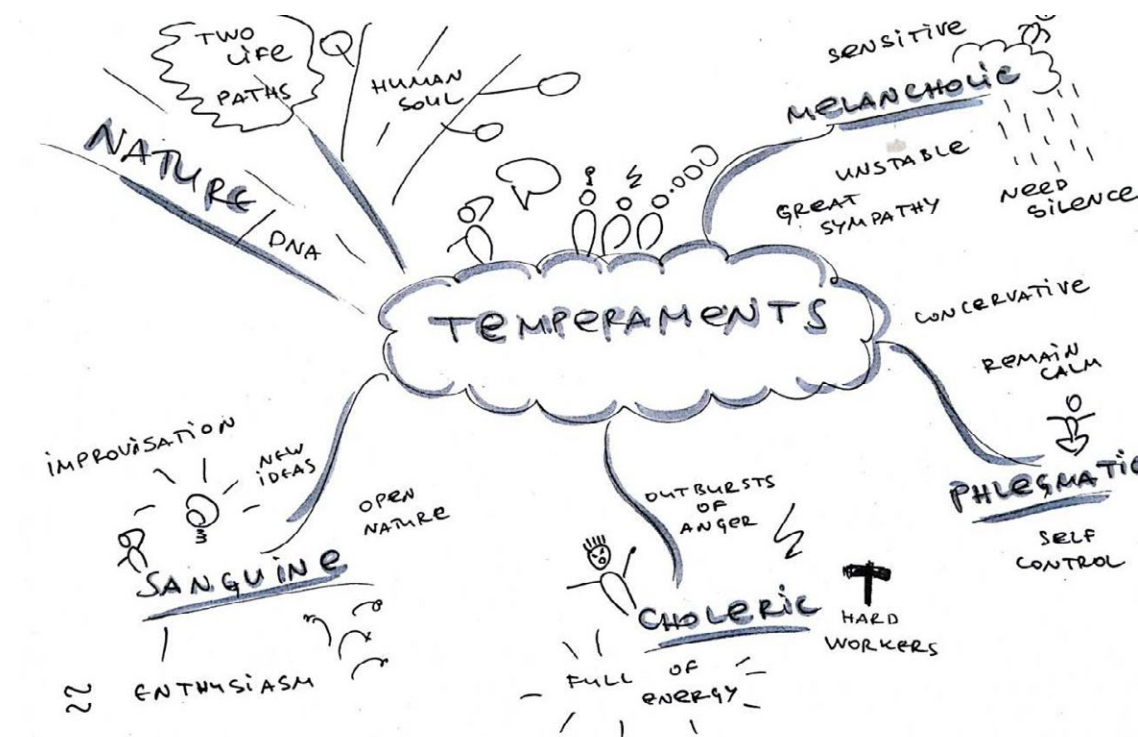 TWO
LIFE
PATHS
HUMAN
SOUL
NATURE
DNA
SENSITIVE
MELANCHOLIC
UNSTABLE
GREAT
SYMPATHY
NEED
SILENCE
TEMPERAMENTS
CONCERVATIVE
REMAIN
CALM
PHLEGMATIC
SELF
CONTROL
IMPROVISATION
NEW
IDEAS
OPEN
NATURE
SANGUINE
ENTHYSIASM
OUTBURSTS
OF
ANGER
CHOLERIC
HARD
WORKERS
FULL OF
ENERGY